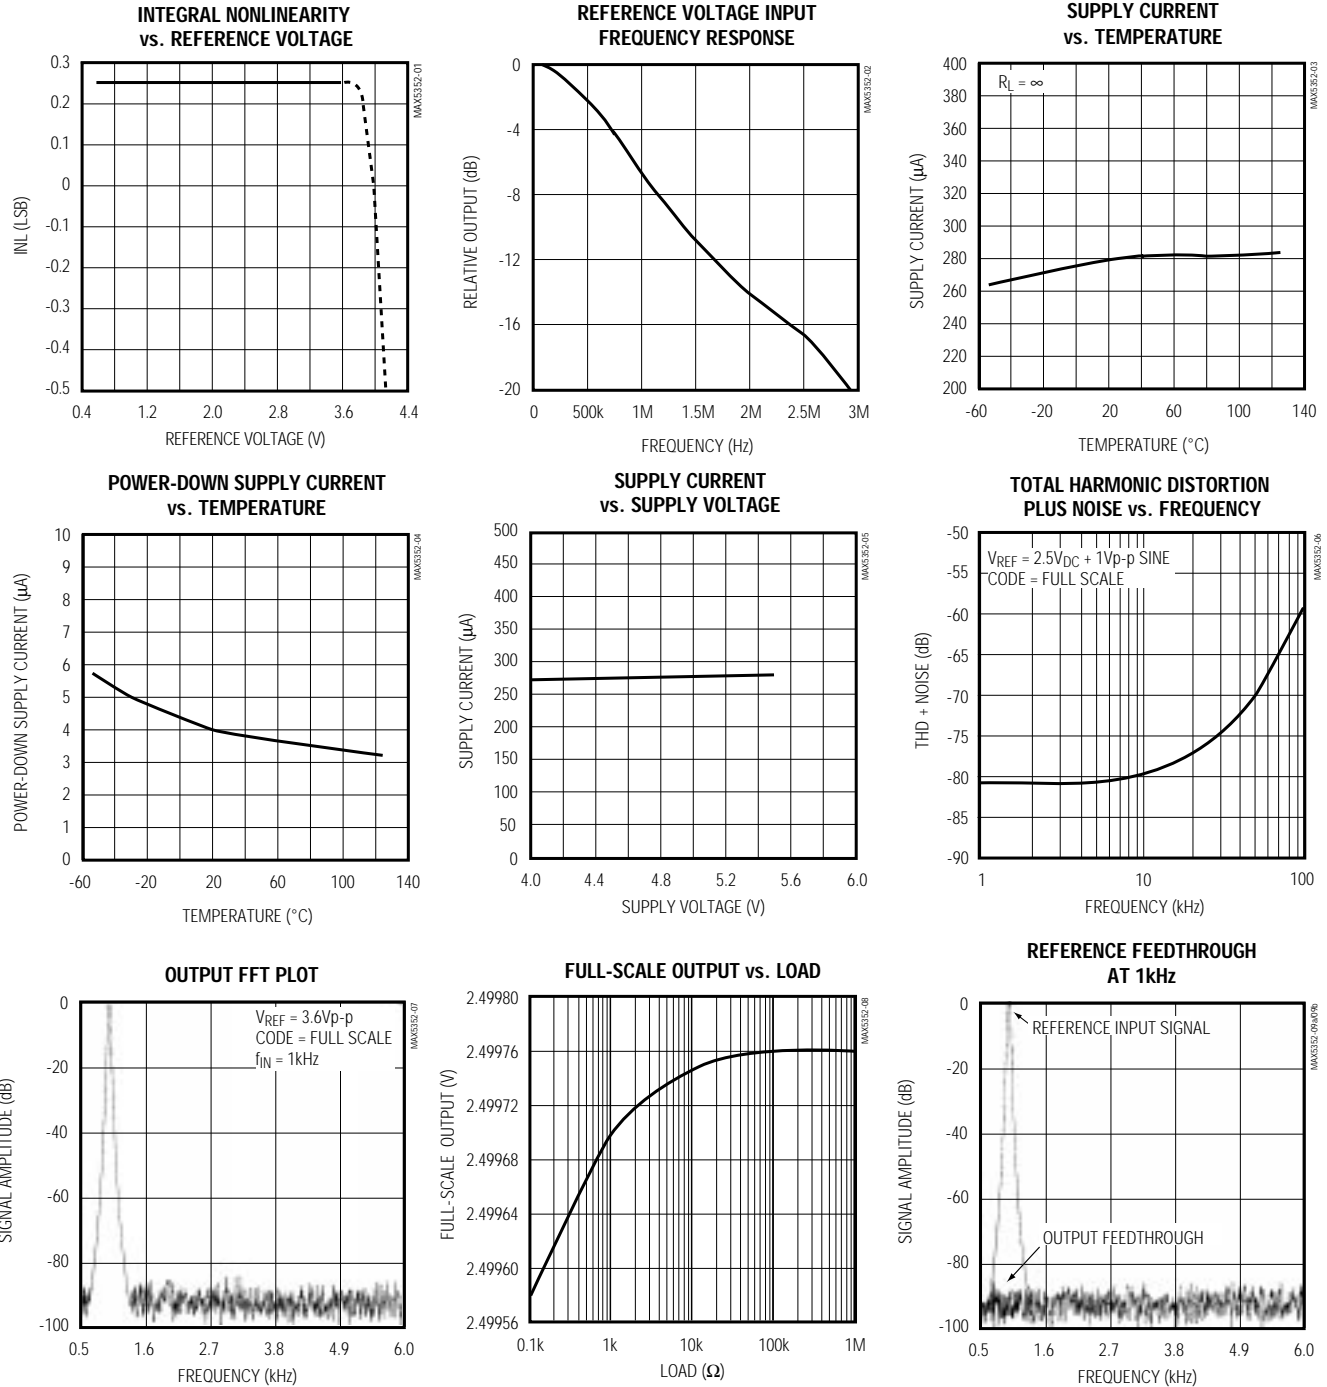 INTEGRAL NONLINEARITY
vs. REFERENCE VOLTAGE
0.3
0.2
0.1
0
-0.1
-0.2
-0.3
-0.4
-0.5
INL (LSB)
0.4 1.2 2.0 2.8 3.6 4.4
REFERENCE VOLTAGE (V)
MAX5352-01
REFERENCE VOLTAGE INPUT
FREQUENCY RESPONSE
0
-4
-8
-12
-16
-20
RELATIVE OUTPUT (dB)
0 500k 1M 1.5M 2M 2.5M 3M
FREQUENCY (Hz)
MAX5352-02
SUPPLY CURRENT
vs. TEMPERATURE
RL = ∞
400
380
360
340
320
300
280
260
240
220
200
SUPPLY CURRENT (µA)
-60 -20 20 60 100 140
TEMPERATURE (°C)
MAX5352-03
POWER-DOWN SUPPLY CURRENT
vs. TEMPERATURE
10
9
8
7
6
5
4
3
2
1
0
POWER-DOWN SUPPLY CURRENT (µA)
-60 -20 20 60 100 140
TEMPERATURE (°C)
MAX5352-04
SUPPLY CURRENT
vs. SUPPLY VOLTAGE
500
450
400
350
300
250
200
150
100
50
0
SUPPLY CURRENT (µA)
4.0 4.4 4.8 5.2 5.6 6.0
SUPPLY VOLTAGE (V)
MAX5352-05
TOTAL HARMONIC DISTORTION
PLUS NOISE vs. FREQUENCY
VREF = 2.5VDC + 1Vp-p SINE
CODE = FULL SCALE
-50
-55
-60
-65
-70
-75
-80
-85
-90
THD + NOISE (dB)
1 10 100
FREQUENCY (kHz)
MAX5352-06
OUTPUT FFT PLOT
VREF = 3.6Vp-p
CODE = FULL SCALE
fIN = 1kHz
0
-20
-40
-60
-80
-100
SIGNAL AMPLITUDE (dB)
0.5 1.6 2.7 3.8 4.9 6.0
FREQUENCY (kHz)
MAX5352-07
FULL-SCALE OUTPUT vs. LOAD
2.49980
2.49976
2.49972
2.49968
2.49964
2.49960
2.49956
FULL-SCALE OUTPUT (V)
0.1k 1k 10k 100k 1M
LOAD (Ω)
MAX5352-08
REFERENCE FEEDTHROUGH
AT 1kHz
REFERENCE INPUT SIGNAL
OUTPUT FEEDTHROUGH
0
-20
-40
-60
-80
-100
SIGNAL AMPLITUDE (dB)
0.5 1.6 2.7 3.8 4.9 6.0
FREQUENCY (kHz)
MAX5352-09a/09b